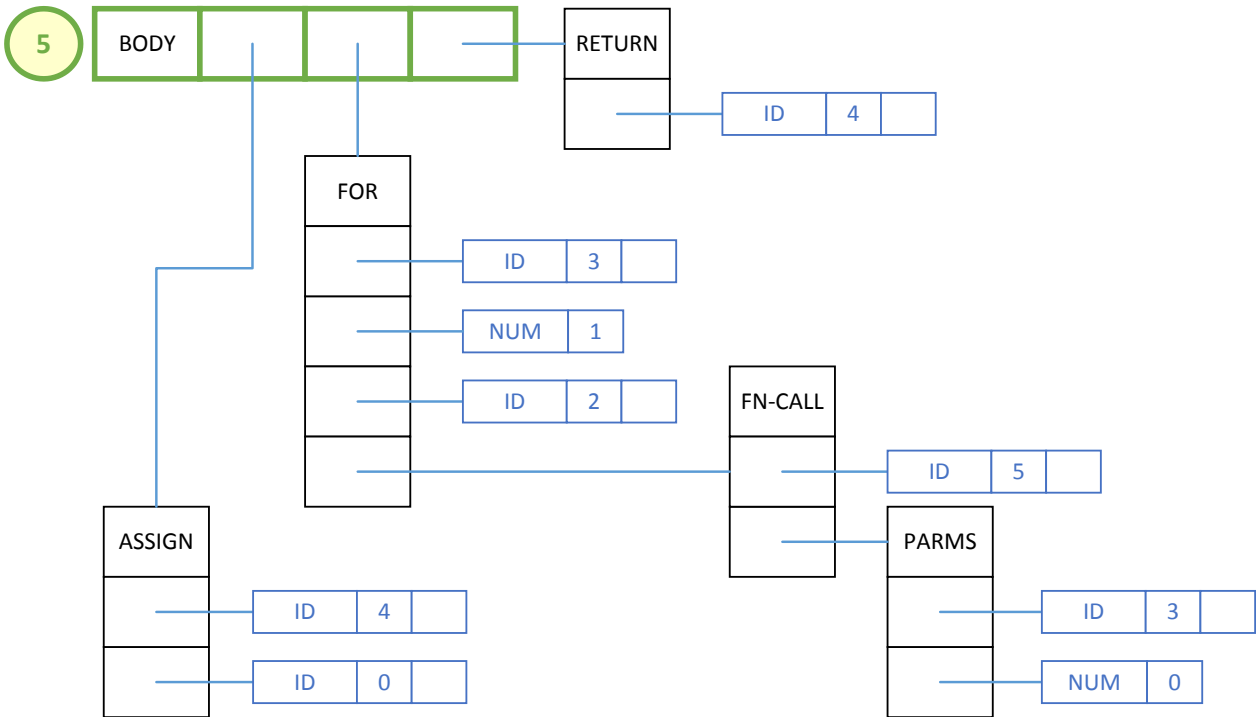 5 BODY RETURN
ID 4
FOR
ID 3
NUM 1
ID 2 FN-CALL
ID 5
ASSIGN PARMS
ID 4 ID 3
ID 0 NUM 0